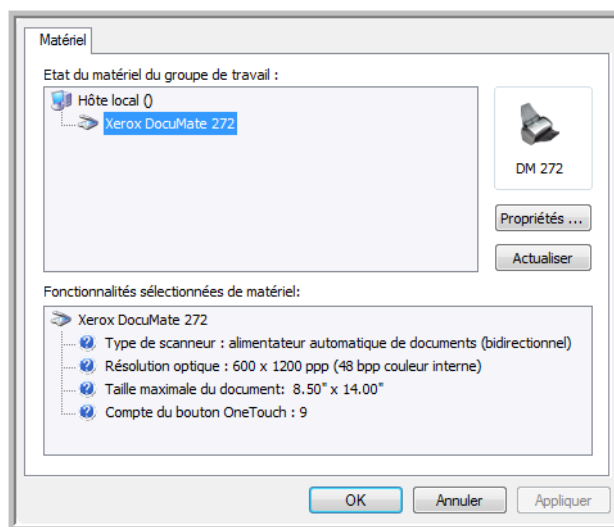 Matériel
Etat du matériel du groupe de travail :
Hôte local ()
Xerox DocuMate 272
DM 272
Propriétés ...
Actualiser
Fonctionnalités sélectionnées de matériel:
Xerox DocuMate 272
Type de scanneur : alimentateur automatique de documents (bidirectionnel)
Résolution optique : 600 x 1200 ppp (48 bpp couleur interne)
Taille maximale du document: 8.50" x 14.00"
Compte du bouton OneTouch : 9
OK
Annuler
Appliquer